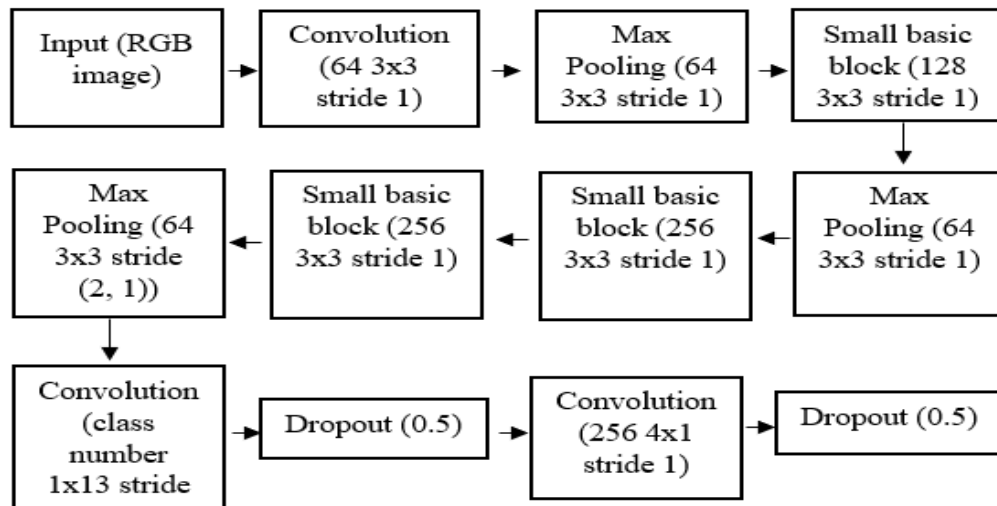 Input (RGB
image)
Convolution
(64 3x3
stride 1)
Max
Pooling (64
3x3 stride 1)
Small basic
block (128
3x3 stride 1)
Max
Pooling (64
3x3 stride 1)
Small basic
block (256
3x3 stride 1)
Small basic
block (256
3x3 stride 1)
Max
Pooling (64
3x3 stride
(2, 1))
Convolution
(class
number
1x13 stride
Dropout (0.5)
Convolution
(256 4x1
stride 1)
Dropout (0.5)